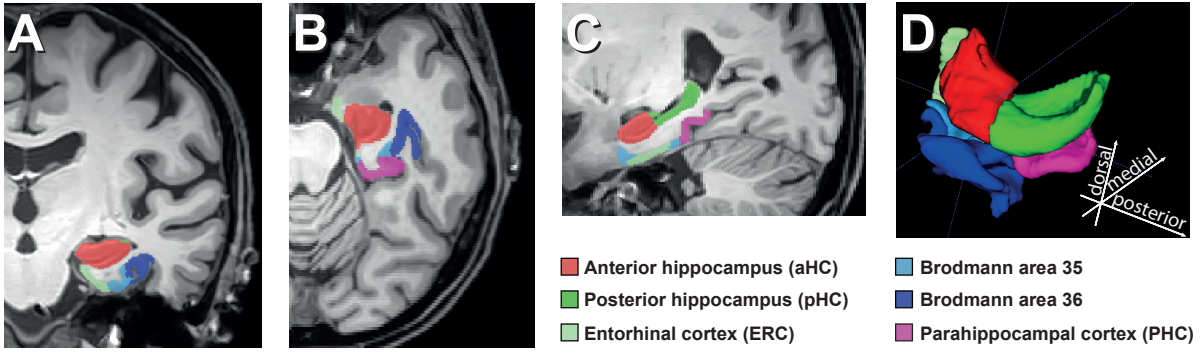 A
B
C
D
dorsal
medial
posterior
Anterior hippocampus (aHC)
Posterior hippocampus (pHC)
Entorhinal cortex (ERC)
Brodmann area 35
Brodmann area 36
Parahippocampal cortex (PHC)